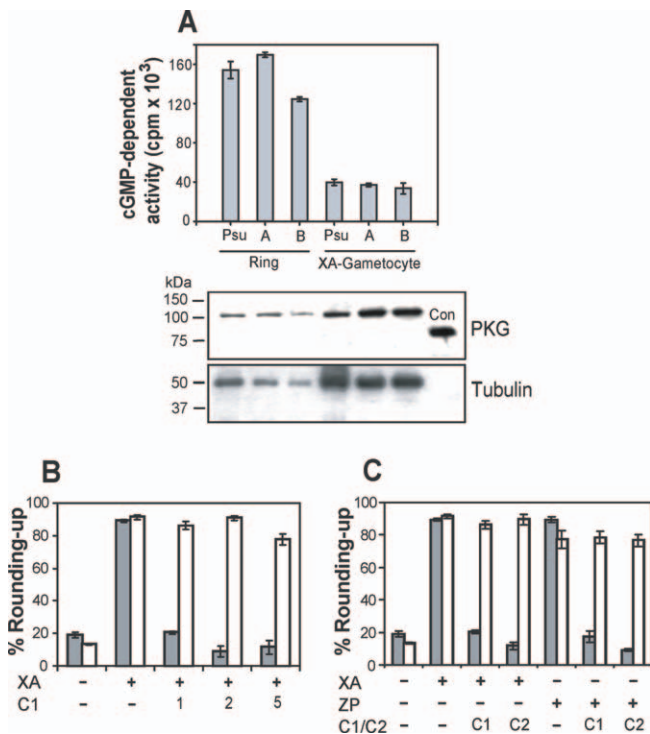 A
cGMP-dependent
activity (cpm x 10³)
160
120
80
40
0
Psu A B Psu A B
Ring XA-Gametocyte
kDa
150
100
75
Con
PKG
50
37
Tubulin
B
% Rounding-up
100
80
60
40
20
0
XA – + + + +
C1 – – 1 2 5
C
% Rounding-up
100
80
60
40
20
0
XA – + + + – – –
ZP – – – – + + +
C1/C2 – – C1 C2 – C1 C2